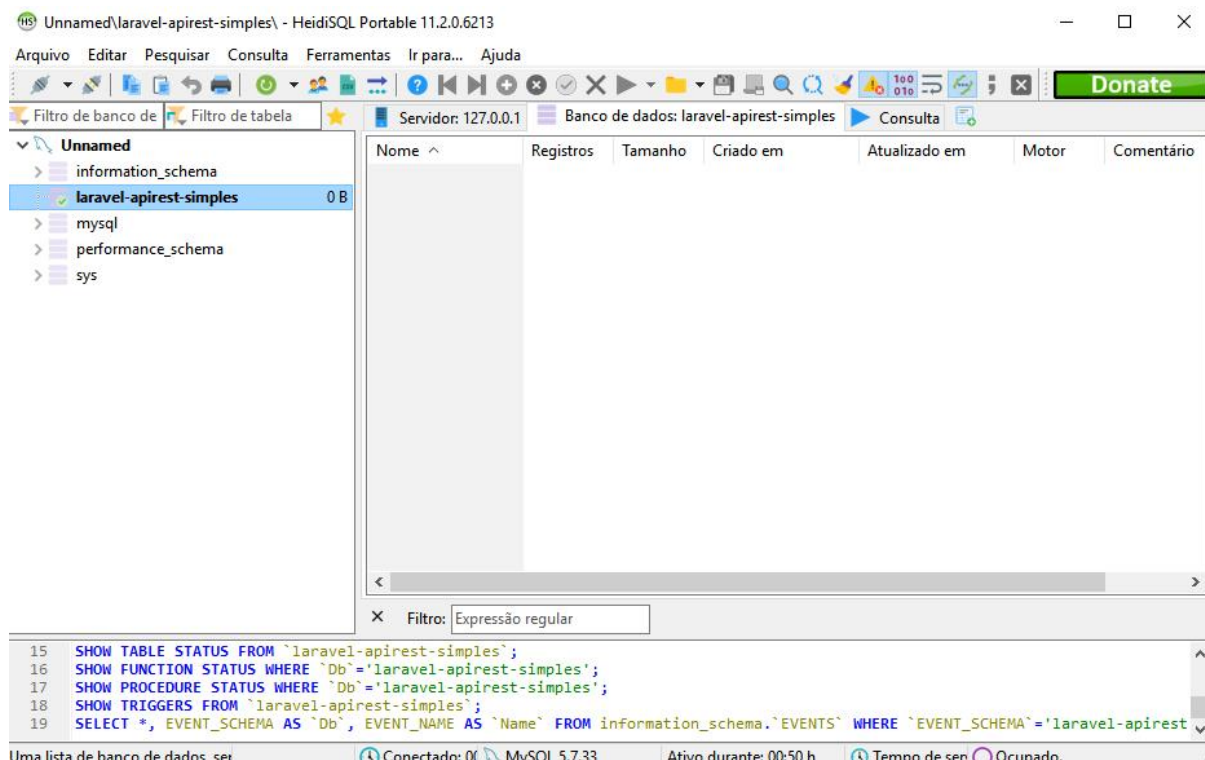 Unnamed\laravel-apirest-simples\ - HeidiSQL Portable 11.2.0.6213
Arquivo Editar Pesquisar Consulta Ferramentas Ir para... Ajuda
Donate
Filtro de banco de Filtro de tabela
Servidor: 127.0.0.1 Banco de dados: laravel-apirest-simples Consulta
Unnamed
information_schema
laravel-apirest-simples 0 B
mysql
performance_schema
sys
Nome Registros Tamanho Criado em Atualizado em Motor Comentário
Filtro: Expressão regular
15 SHOW TABLE STATUS FROM `laravel-apirest-simples`;
16 SHOW FUNCTION STATUS WHERE `Db`='laravel-apirest-simples';
17 SHOW PROCEDURE STATUS WHERE `Db`='laravel-apirest-simples';
18 SHOW TRIGGERS FROM `laravel-apirest-simples`;
19 SELECT *, EVENT_SCHEMA AS `Db`, EVENT_NAME AS `Name` FROM information_schema.`EVENTS` WHERE `EVENT_SCHEMA`='laravel-apirest
Uma lista de banco de dados, Conectado: MySQL 5.7.33 Ativo durante: 00:50 h Tempo de Ocupado.